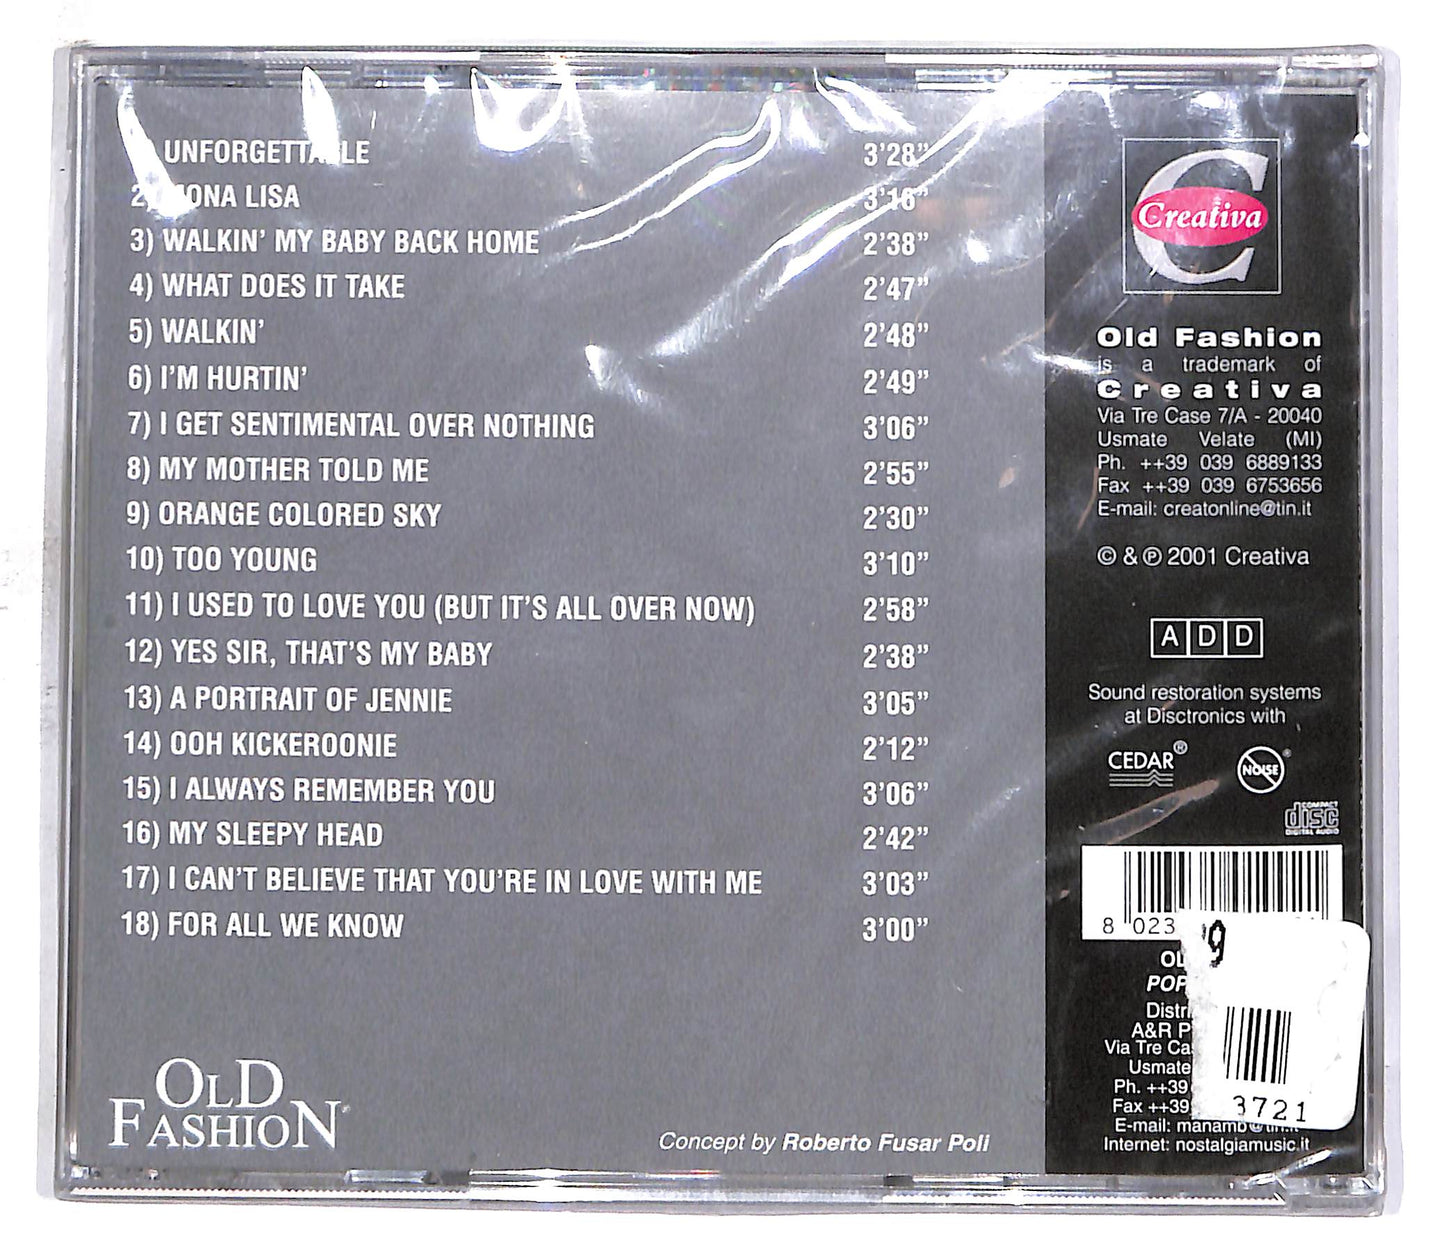 3'28"
2) LISA 3'16"
3) WALKIN' MY BABY BACK HOME 2'38"
4) WHAT DOES IT TAKE 2'47"
5) WALKIN' 2'48"
6) I'M HURTIN' 2'49"
7) I GET SENTIMENTAL OVER NOTHING 3'06"
8) MY MOTHER TOLD ME 2'55"
9) ORANGE COLORED SKY 2'30"
10) TOO YOUNG 3'10"
11) I USED TO LOVE YOU (BUT IT'S ALL OVER NOW) 2'58"
12) YES SIR, THAT'S MY BABY 2'38"
13) A PORTRAIT OF JENNIE 3'05"
14) OOH KICKEROONIE 2'12"
15) I ALWAYS REMEMBER YOU 3'06"
16) MY SLEEPY HEAD 2'42"
17) I CAN'T BELIEVE THAT YOU'RE IN LOVE WITH ME 3'03"
18) FOR ALL WE KNOW 3'00"
OLD
FASHION
Concept by Roberto Fusar Poli
C
Creativa
Old Fashion
is a trademark of
Creativa
Via Tre Case 7/A - 20040
Usmate Velate (MI)
Ph. ++39 039 6889133
Fax ++39 039 6753656
E-mail: creatonline@tin.it
© & ℗ 2001 Creativa
ADD
Sound restoration systems
at Disctronics with
CEDAR®
NOISE®
COMPACT
disc
DIGITAL AUDIO
8 023
A&R
Via Tre
Usmate
Ph. ++39
Fax ++39
3721
E-mail:
Internet: nostalgiamusic.it